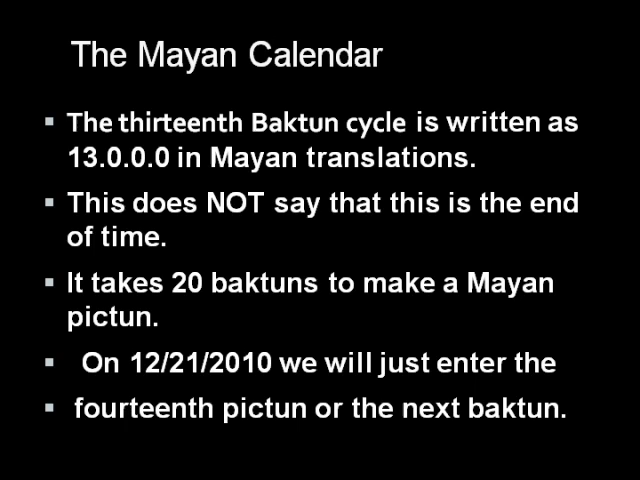 The Mayan Calendar
▪ The thirteenth Baktun cycle is written as
13.0.0.0 in Mayan translations.
▪ This does NOT say that this is the end
of time.
▪ It takes 20 baktuns to make a Mayan
pictun.
▪ On 12/21/2010 we will just enter the
▪ fourteenth pictun or the next baktun.